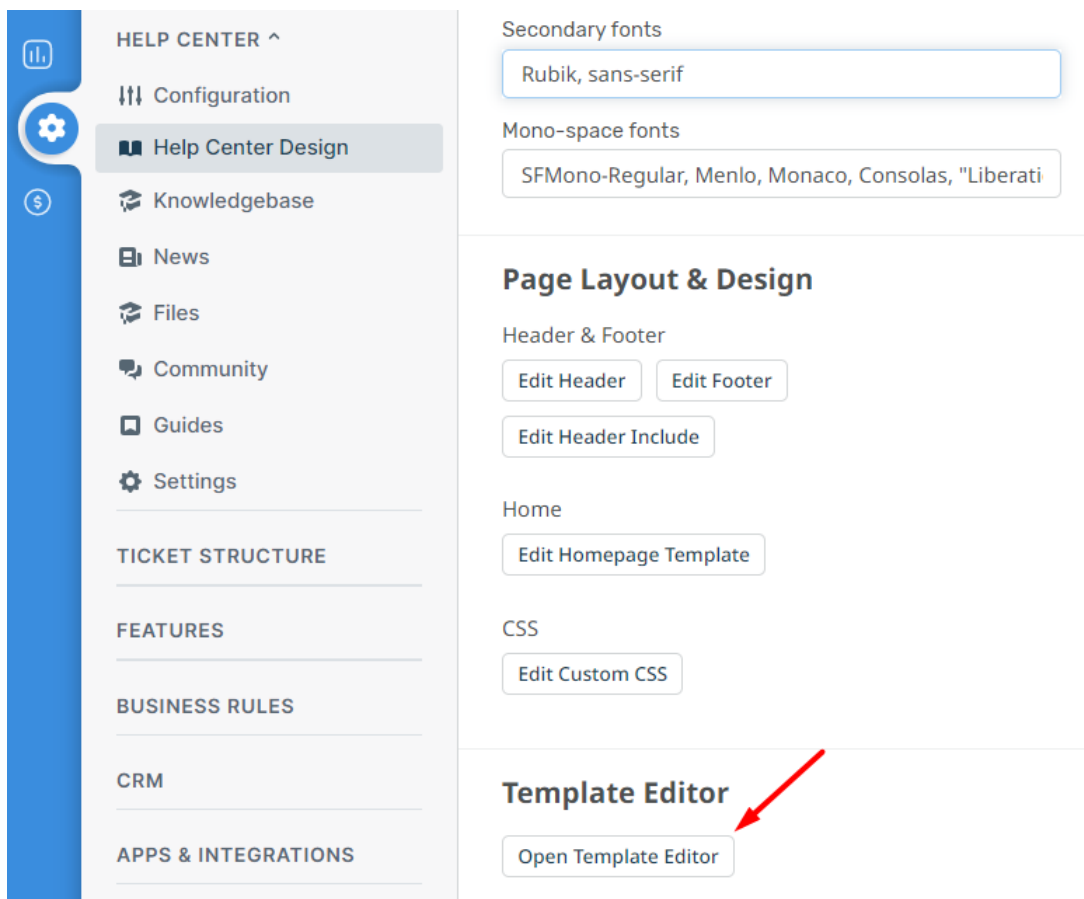 HELP CENTER ^
Configuration
Help Center Design
Knowledgebase
News
Files
Community
Guides
Settings
TICKET STRUCTURE
FEATURES
BUSINESS RULES
CRM
APPS & INTEGRATIONS
Secondary fonts
Rubik, sans-serif
Mono-space fonts
SFMono-Regular, Menlo, Monaco, Consolas, "Liberati
Page Layout & Design
Header & Footer
Edit Header Edit Footer
Edit Header Include
Home
Edit Homepage Template
CSS
Edit Custom CSS
Template Editor
Open Template Editor